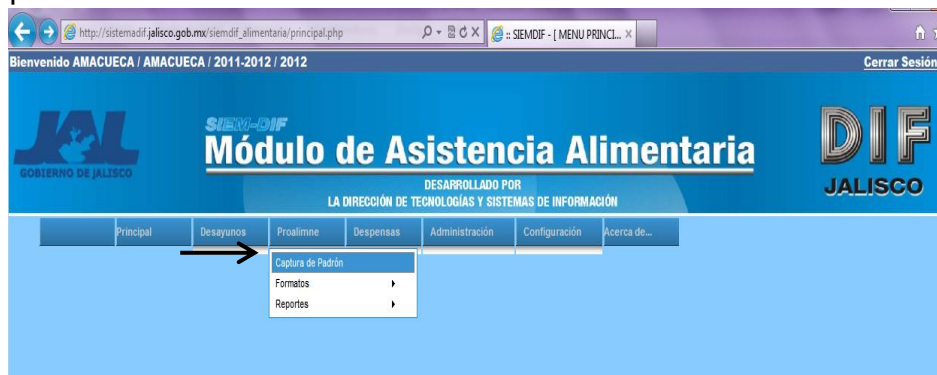 http://sistemadif.jalisco.gob.mx/siemdif_alimentaria/principal.php
:: SIEMDIF - [ MENU PRINCI...
Bienvenido AMACUECA / AMACUECA / 2011-2012 / 2012
Cerrar Sesión
JAL
GOBIERNO DE JALISCO
SIEM-DIF
Módulo de Asistencia Alimentaria
DESARROLLADO POR
LA DIRECCIÓN DE TECNOLOGÍAS Y SISTEMAS DE INFORMACIÓN
DIF
JALISCO
Principal Desayunos Proalimne Despensas Administración Configuración Acerca de...
Captura de Padrón
Formatos
Reportes